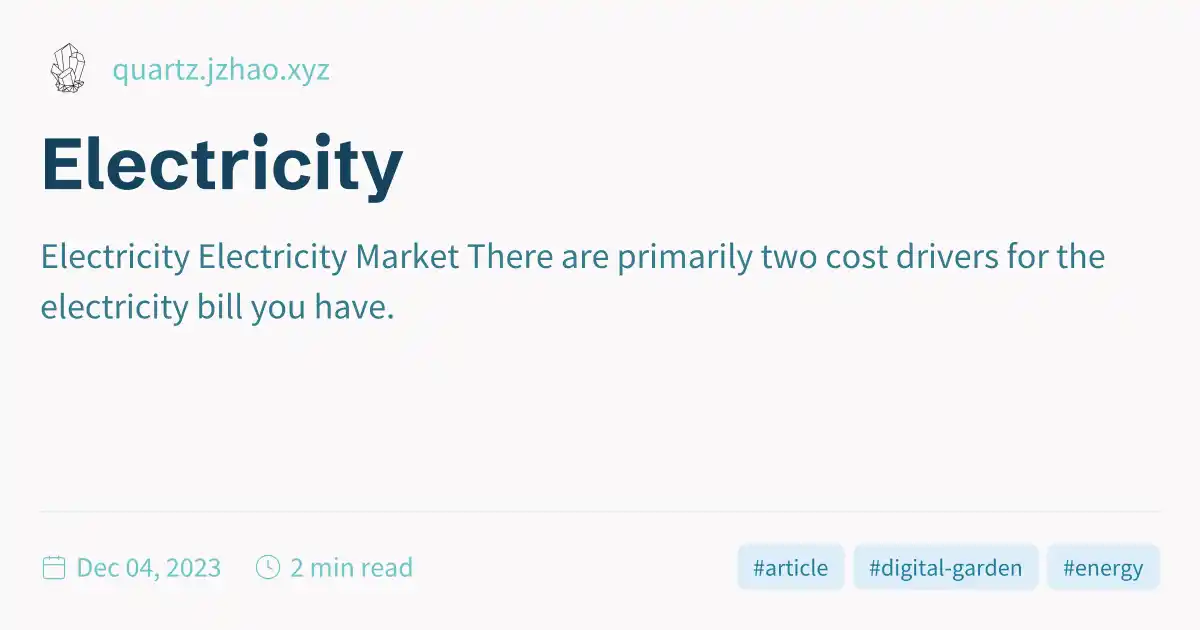 quartz.jzhao.xyz
Electricity
Electricity Electricity Market There are primarily two cost drivers for the
electricity bill you have.
Dec 04, 2023 2 min read #article #digital-garden #energy